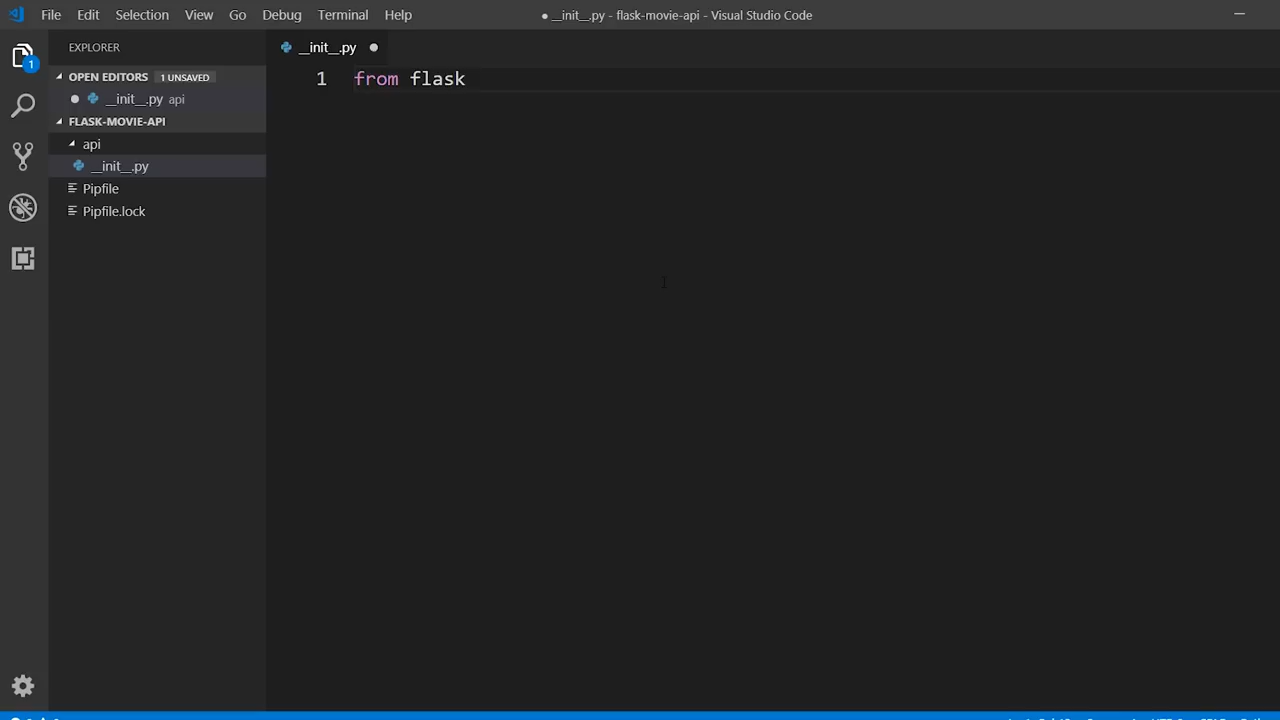 File Edit Selection View Go Debug Terminal Help
● __init__.py - flask-movie-api - Visual Studio Code
EXPLORER
__init__.py
OPEN EDITORS 1 UNSAVED
1 from flask
__init__.py api
1
FLASK-MOVIE-API
api
__init__.py
Pipfile
Pipfile.lock